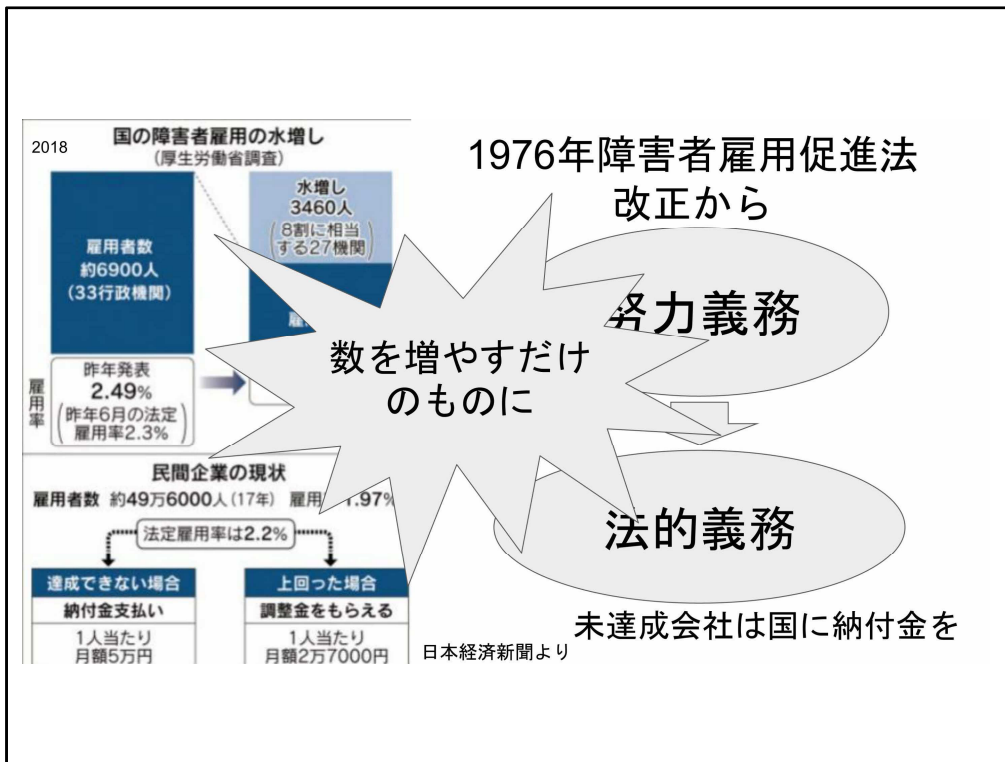 2018
国の障害者雇用の水増し
(厚生労働省調査)
雇用者数
約6900人
(33行政機関)
水増し
3460人
(8割に相当
する27機関)
雇用率
昨年発表
2.49%
(昨年6月の法定
雇用率2.3%)
民間企業の現状
雇用者数 約49万6000人(17年) 雇用
.97%
法定雇用率は2.2%
達成できない場合
納付金支払い
1人当たり
月額5万円
上回った場合
調整金をもらえる
1人当たり
月額2万7000円
日本経済新聞より
数を増やすだけ
のものに
1976年障害者雇用促進法
改正から
努力義務
法的義務
未達成会社は国に納付金を